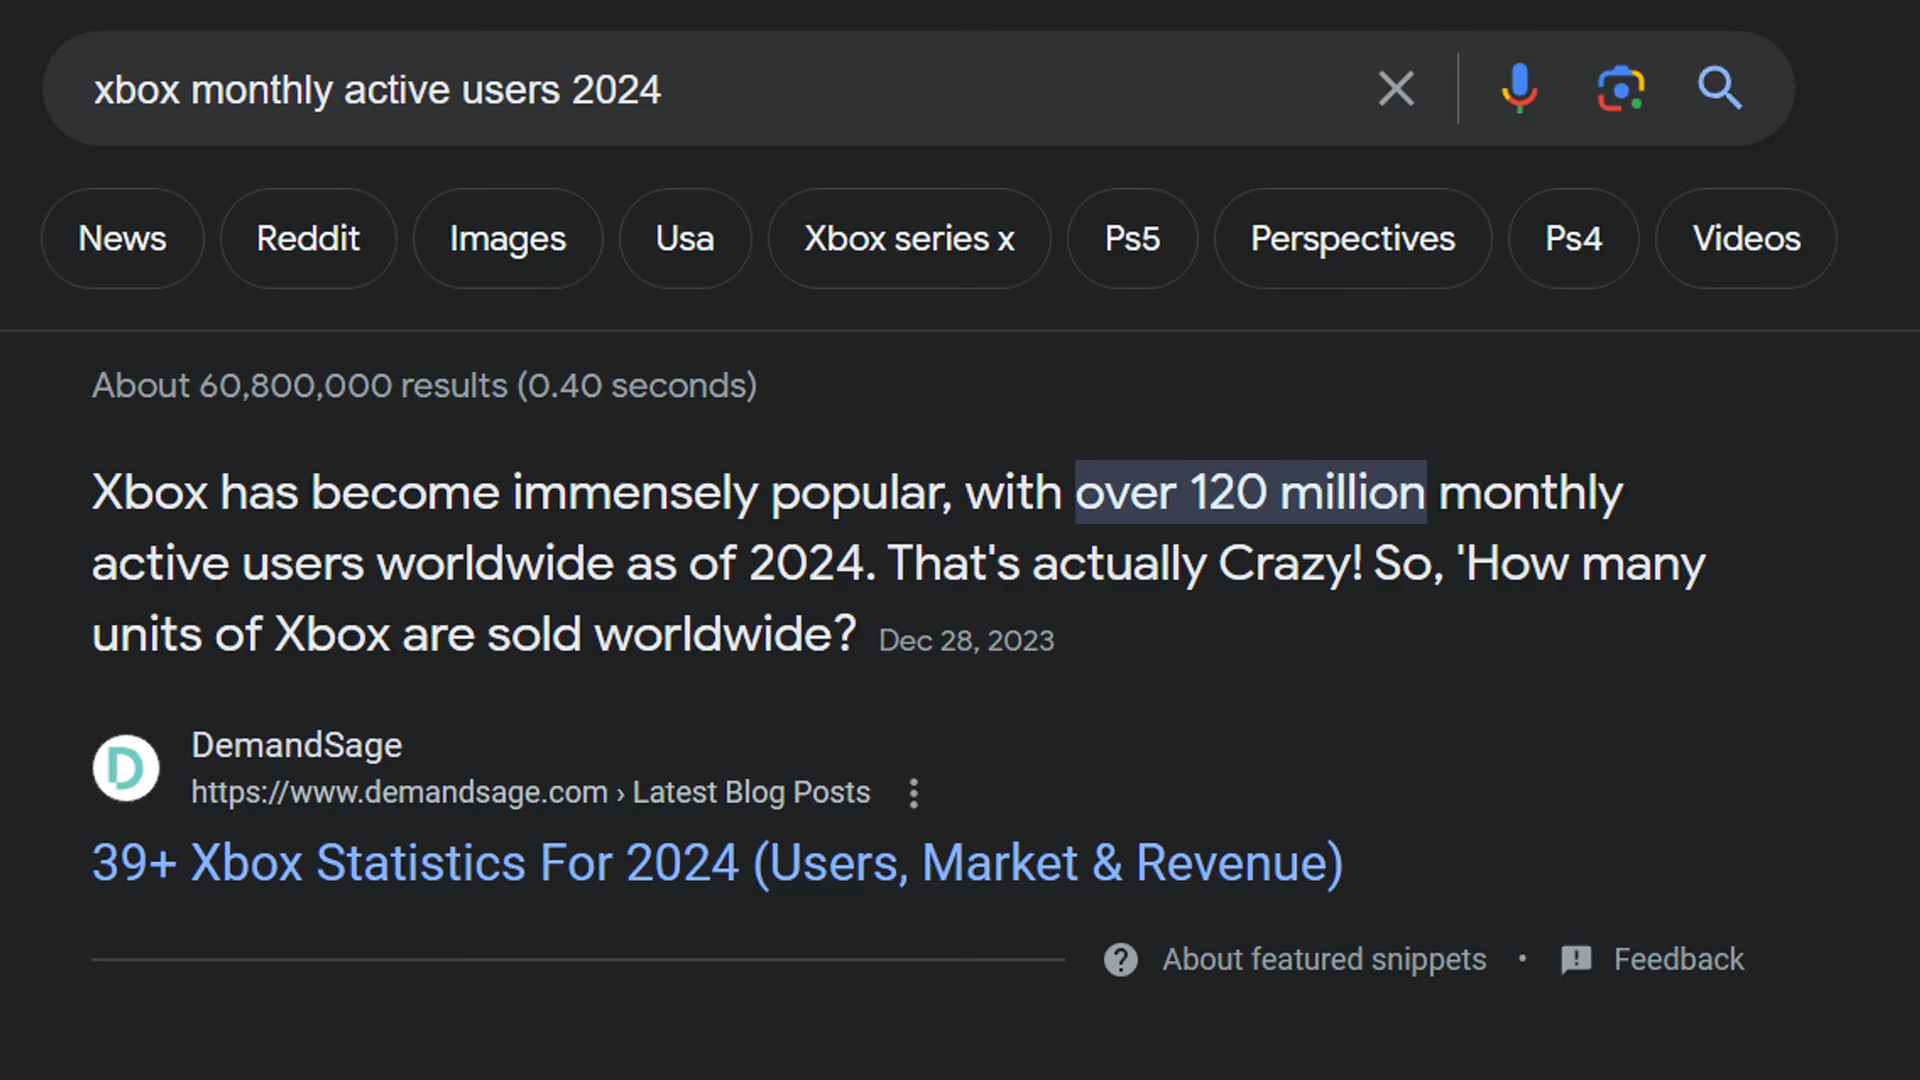 xbox monthly active users 2024
News Reddit Images Usa Xbox series x Ps5 Perspectives Ps4 Videos
About 60,800,000 results (0.40 seconds)
Xbox has become immensely popular, with over 120 million monthly
active users worldwide as of 2024. That's actually Crazy! So, 'How many
units of Xbox are sold worldwide? Dec 28, 2023
D
DemandSage
https://www.demandsage.com › Latest Blog Posts
39+ Xbox Statistics For 2024 (Users, Market & Revenue)
About featured snippets • Feedback